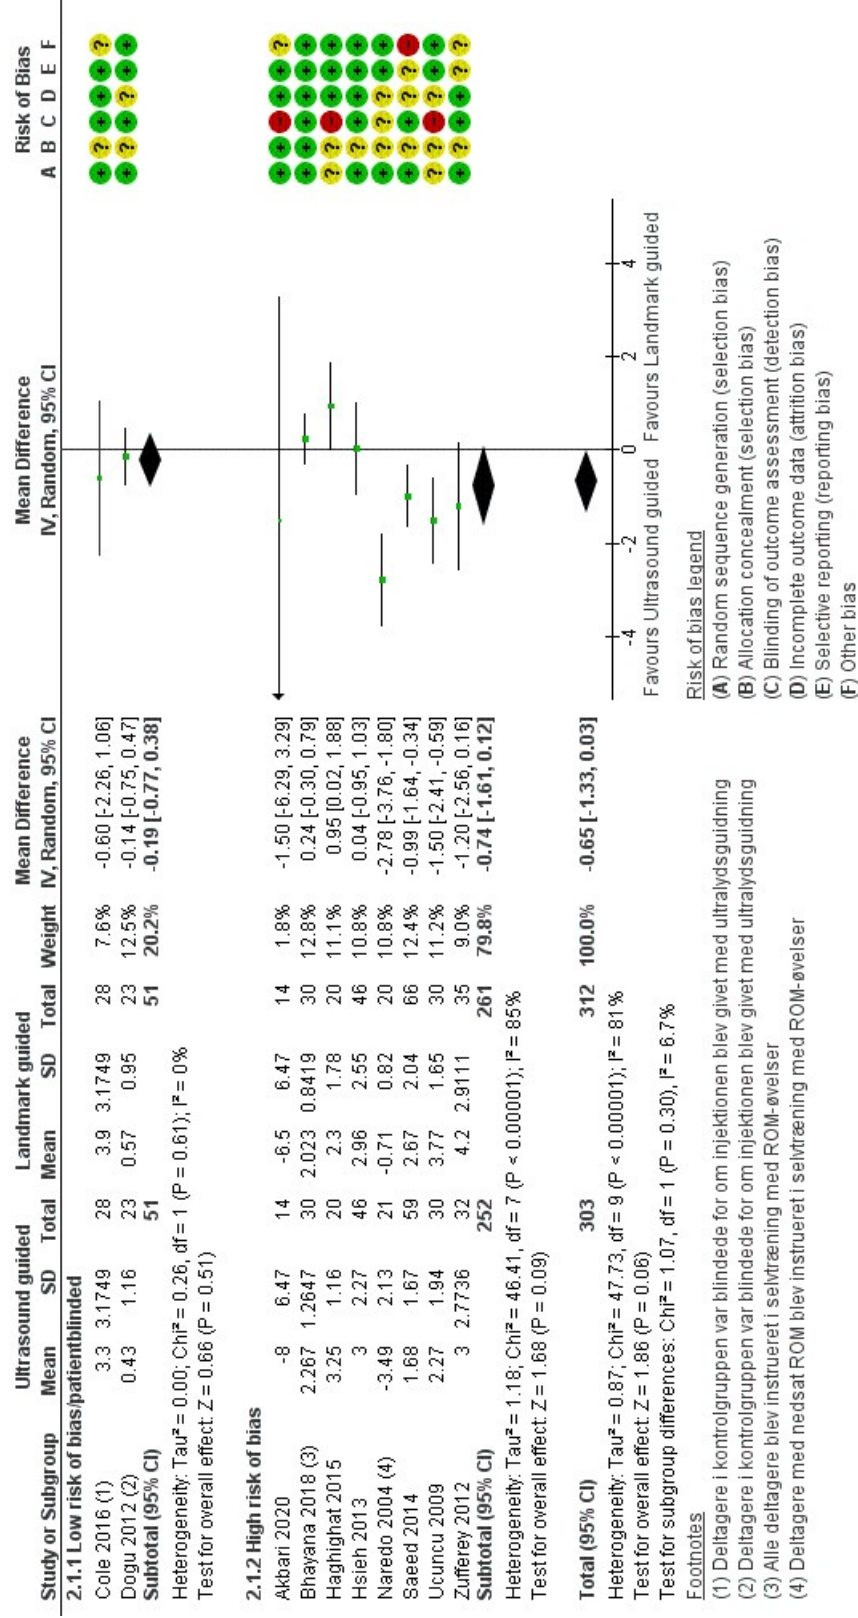 Ultrasound guided Landmark guided Mean Difference Mean Difference Risk of Bias
Study or Subgroup Mean SD Total Mean SD Total Weight IV, Random, 95% CI IV, Random, 95% CI A B C D E F
2.1.1 Low risk of bias/patientblinded
Cole 2016 (1) 3.3 3.1749 28 3.9 3.1749 28 7.6% -0.60 [-2.26, 1.06] + ? + + + ?
Dogu 2012 (2) 0.43 1.16 23 0.57 0.95 23 12.5% -0.14 [-0.75, 0.47] + ? + ? + +
Subtotal (95% CI) 51 51 20.2% -0.19 [-0.77, 0.38]
Heterogeneity: Tau² = 0.00; Chi² = 0.26, df = 1 (P = 0.61); I² = 0%
Test for overall effect: Z = 0.66 (P = 0.51)
2.1.2 High risk of bias
Akbari 2020 -8 6.47 14 -6.5 6.47 14 1.8% -1.50 [-6.29, 3.29] + + - + + ?
Bhayana 2018 (3) 2.267 1.2647 30 2.023 0.8419 30 12.8% 0.24 [-0.30, 0.79] + + + + + +
Haghighat 2015 3.25 1.16 20 2.3 1.78 20 11.1% 0.95 [0.02, 1.88] ? ? - + + +
Hsieh 2013 3 2.27 46 2.96 2.55 46 10.8% 0.04 [-0.95, 1.03] + ? + + + +
Naredo 2004 (4) -3.49 2.13 21 -0.71 0.82 20 10.8% -2.78 [-3.76, -1.80] + ? ? ? + +
Saeed 2014 1.68 1.67 59 2.67 2.04 66 12.4% -0.99 [-1.64, -0.34] + ? + ? ? -
Ucuncu 2009 2.27 1.94 30 3.77 1.65 30 11.2% -1.50 [-2.41, -0.59] ? ? - ? + +
Zufferey 2012 3 2.7736 32 4.2 2.9111 35 9.0% -1.20 [-2.56, 0.16] + ? + + ? ?
Subtotal (95% CI) 252 261 79.8% -0.74 [-1.61, 0.12]
Heterogeneity: Tau² = 1.18; Chi² = 46.41, df = 7 (P < 0.00001); I² = 85%
Test for overall effect: Z = 1.68 (P = 0.09)
Total (95% CI) 303 312 100.0% -0.65 [-1.33, 0.03]
Heterogeneity: Tau² = 0.87; Chi² = 47.73, df = 9 (P < 0.00001); I² = 81%
Test for overall effect: Z = 1.86 (P = 0.06)
Test for subgroup differences: Chi² = 1.07, df = 1 (P = 0.30), I² = 6.7%
-4 -2 0 2 4
Favours Ultrasound guided Favours Landmark guided
Footnotes
(1) Deltagere i kontrolgruppen var blindede for om injektionen blev givet med ultralydsguidning
(2) Deltagere i kontrolgruppen var blindede for om injektionen blev givet med ultralydsguidning
(3) Alle deltagere blev instrueret i selvtræning med ROM-øvelser
(4) Deltagere med nedsat ROM blev instrueret i selvtræning med ROM-øvelser
Risk of bias legend
(A) Random sequence generation (selection bias)
(B) Allocation concealment (selection bias)
(C) Blinding of outcome assessment (detection bias)
(D) Incomplete outcome data (attrition bias)
(E) Selective reporting (reporting bias)
(F) Other bias